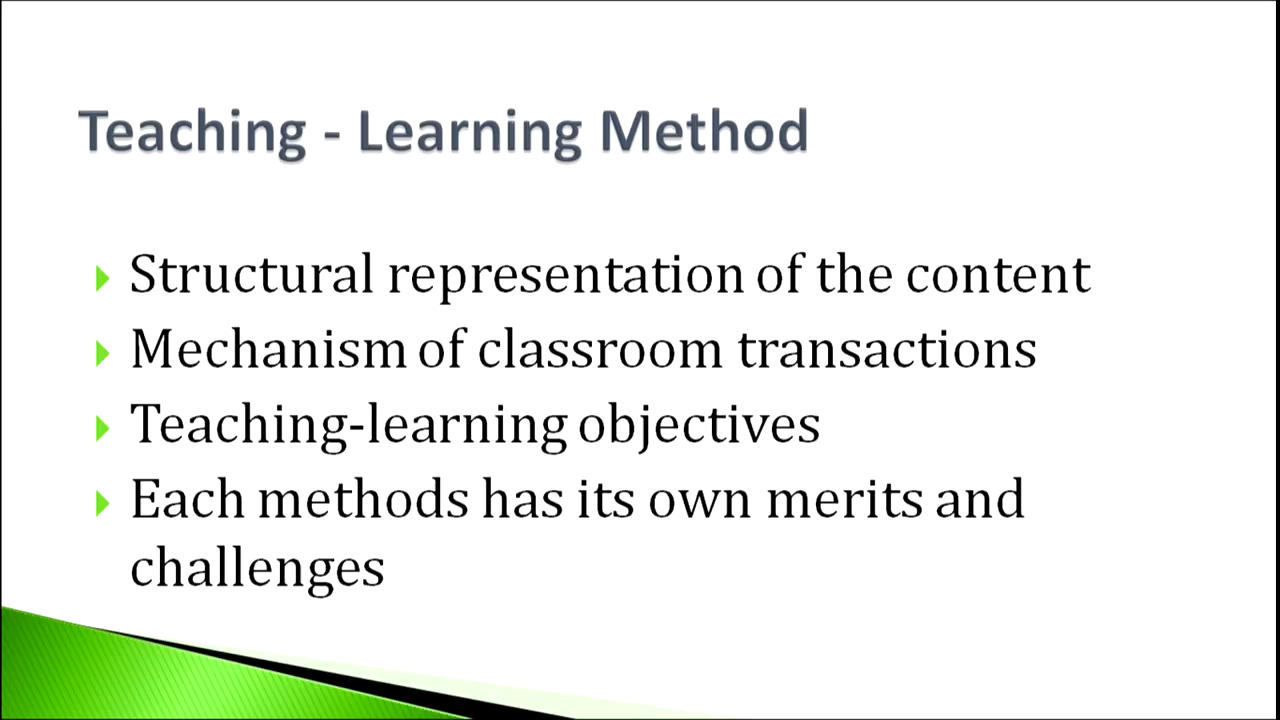 Teaching - Learning Method
Structural representation of the content
Mechanism of classroom transactions
Teaching-learning objectives
Each methods has its own merits and
challenges